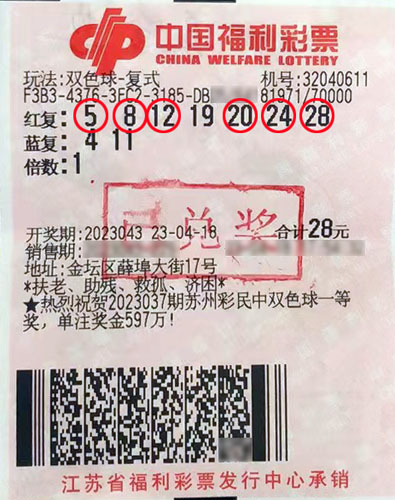 中国福利彩票
CHINA WELFARE LOTTERY
玩法:双色球-复式 机号:32040611
F3B3-4376-3FC2-3185-DB 81971/70000
红复: 5 8 12 19 20 24 28
蓝复: 4 11
倍数:1
已兑奖
开奖期:2023043 23-04-18 合计28元
销售期:
地址:金坛区薛埠大街17号
*扶老、助残、救孤、济困*
★热烈祝贺2023037期苏州彩民中双色球一等
奖,单注奖金597万!
江苏省福利彩票发行中心承销